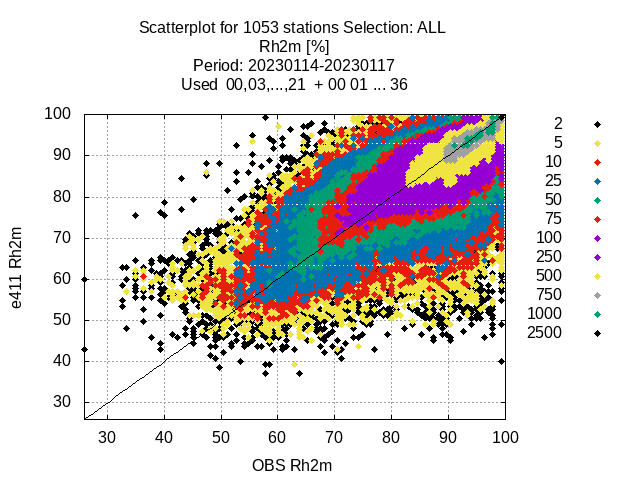 Scatterplot for 1053 stations Selection: ALL
Rh2m [%]
Period: 20230114-20230117
Used  00,03,...,21  + 00 01 ... 36
100
90
80
70
60
50
40
30
e411 Rh2m
30 40 50 60 70 80 90 100
OBS Rh2m
2
5
10
25
50
75
100
250
500
750
1000
2500